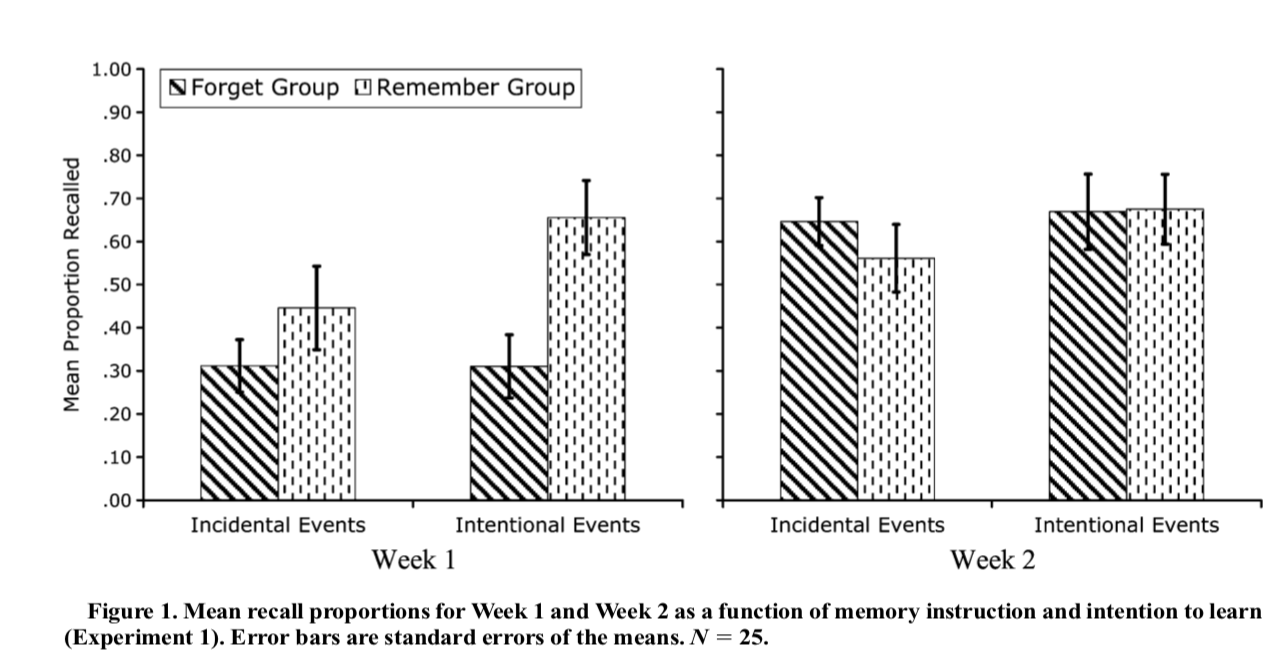 1.00
.90
.80
.70
.60
.50
.40
.30
.20
.10
.00
Mean Proportion Recalled
Forget Group Remember Group
Incidental Events Intentional Events
Week 1
Incidental Events Intentional Events
Week 2
Figure 1. Mean recall proportions for Week 1 and Week 2 as a function of memory instruction and intention to learn
(Experiment 1). Error bars are standard errors of the means. N = 25.